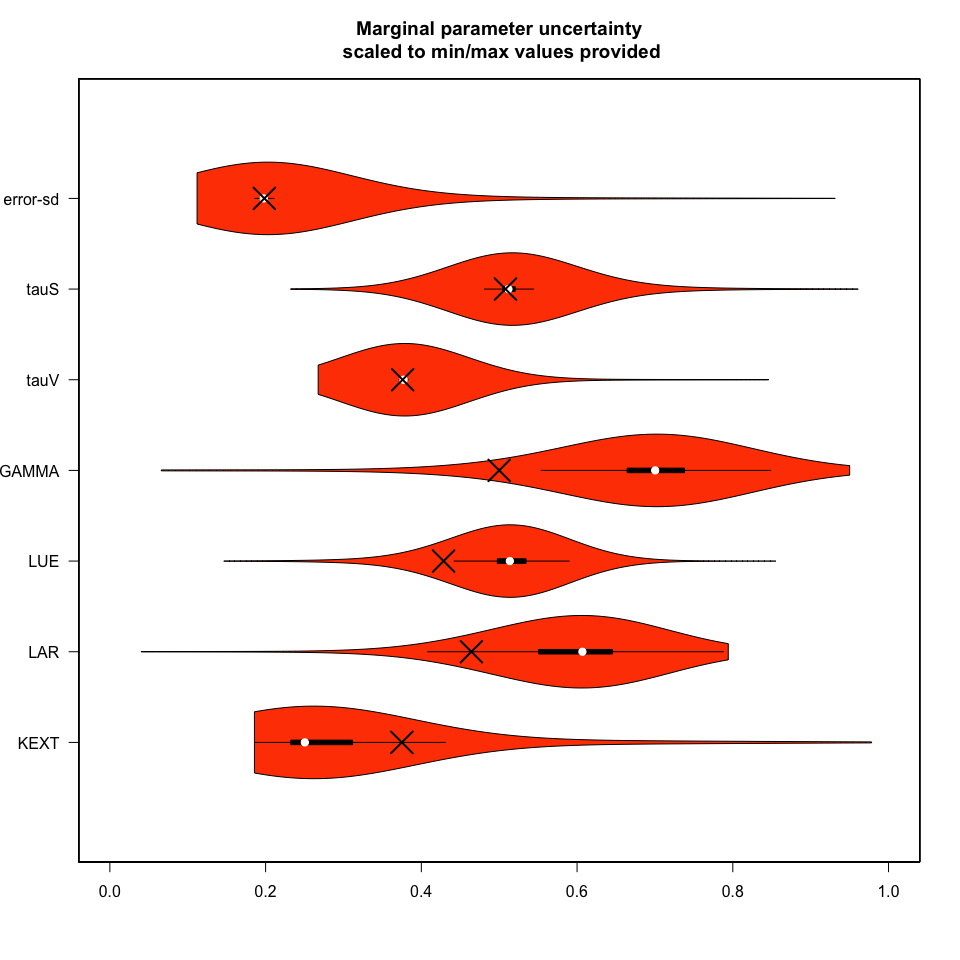 Marginal parameter uncertainty
scaled to min/max values provided
error-sd
tauS
tauV
GAMMA
LUE
LAR
KEXT
0.0 0.2 0.4 0.6 0.8 1.0